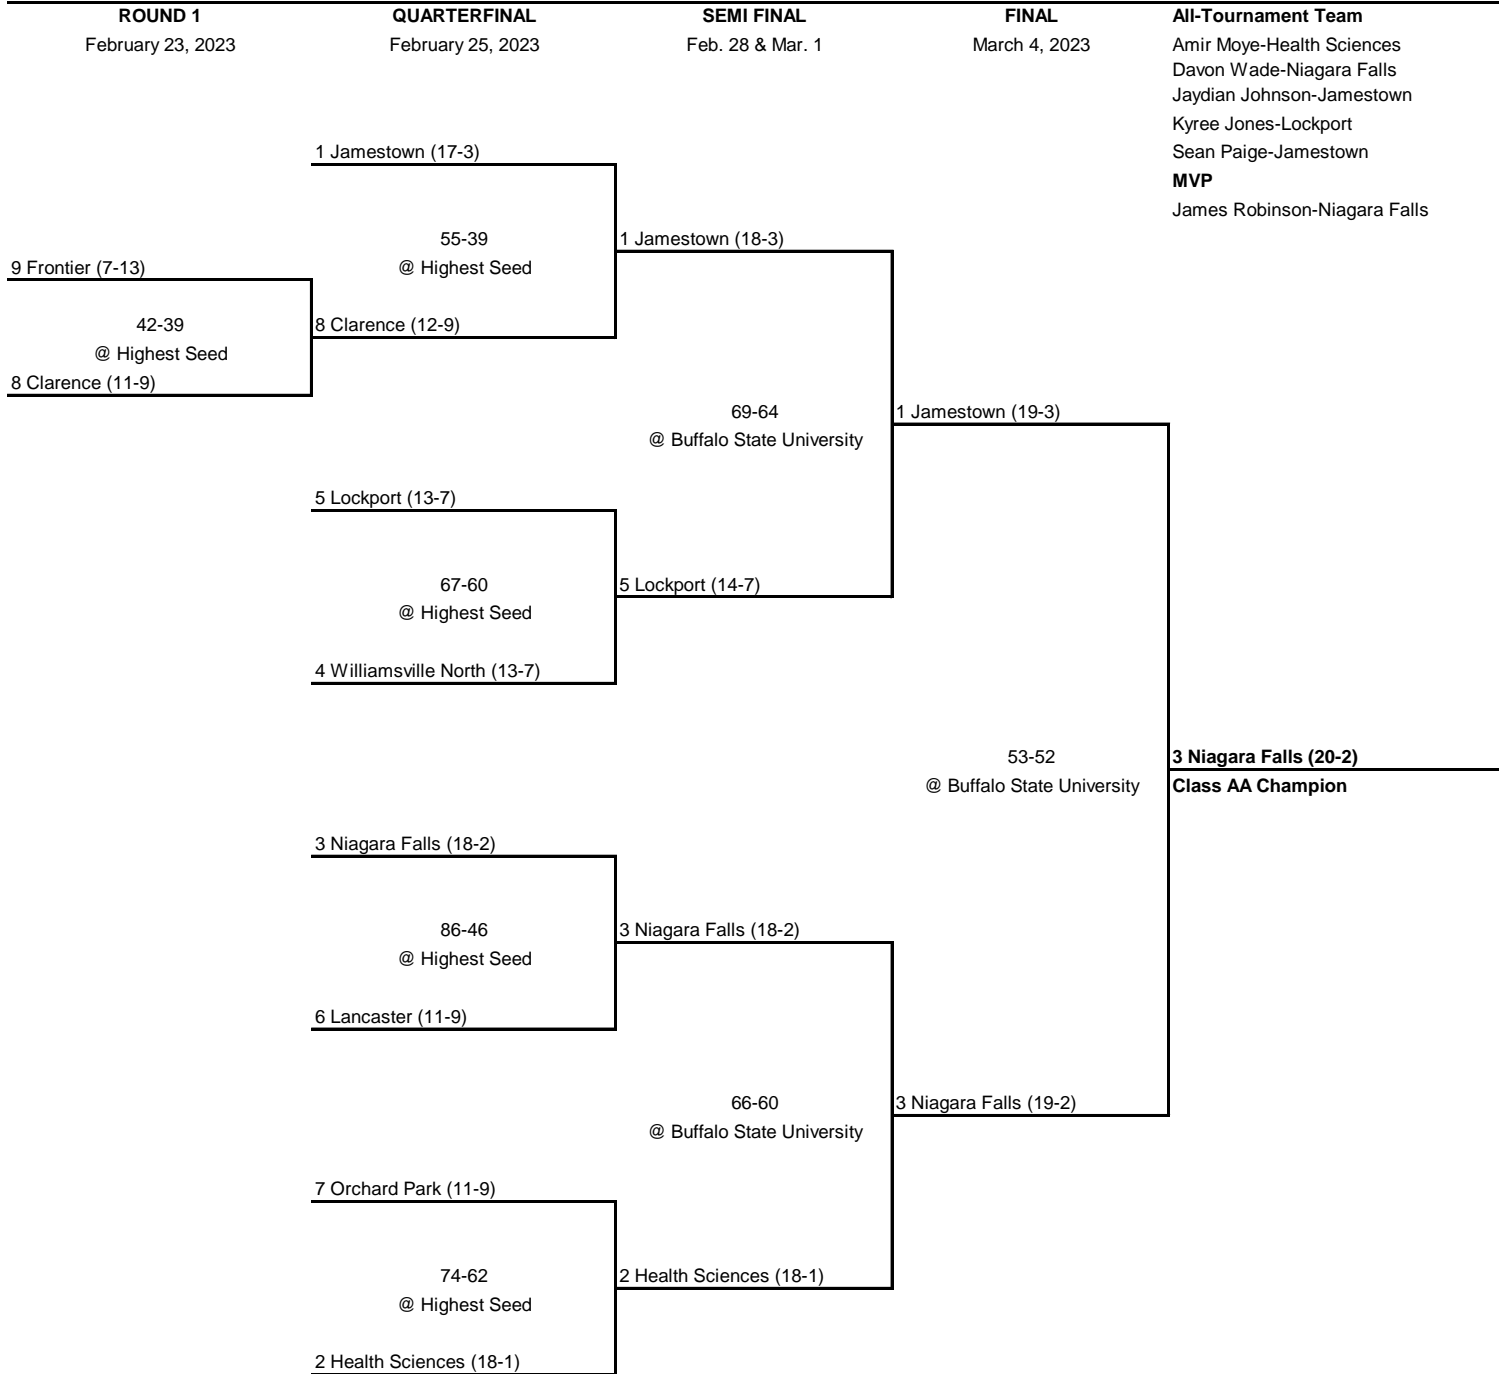 ROUND 1
February 23, 2023
QUARTERFINAL
February 25, 2023
SEMI FINAL
Feb. 28 & Mar. 1
FINAL
March 4, 2023
All-Tournament Team
Amir Moye-Health Sciences
Davon Wade-Niagara Falls
Jaydian Johnson-Jamestown
Kyree Jones-Lockport
Sean Paige-Jamestown
MVP
James Robinson-Niagara Falls
9 Frontier (7-13)
42-39
@ Highest Seed
8 Clarence (11-9)
1 Jamestown (17-3)
55-39
@ Highest Seed
8 Clarence (12-9)
5 Lockport (13-7)
67-60
@ Highest Seed
4 Williamsville North (13-7)
3 Niagara Falls (18-2)
86-46
@ Highest Seed
6 Lancaster (11-9)
7 Orchard Park (11-9)
74-62
@ Highest Seed
2 Health Sciences (18-1)
1 Jamestown (18-3)
69-64
@ Buffalo State University
5 Lockport (14-7)
3 Niagara Falls (18-2)
66-60
@ Buffalo State University
2 Health Sciences (18-1)
1 Jamestown (19-3)
53-52
@ Buffalo State University
3 Niagara Falls (19-2)
3 Niagara Falls (20-2)
Class AA Champion